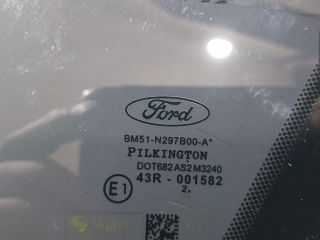 Ford
BM51-N297B00-A*
PILKINGTON
DOT682AS2M3240
43R - 001582
E1
2.